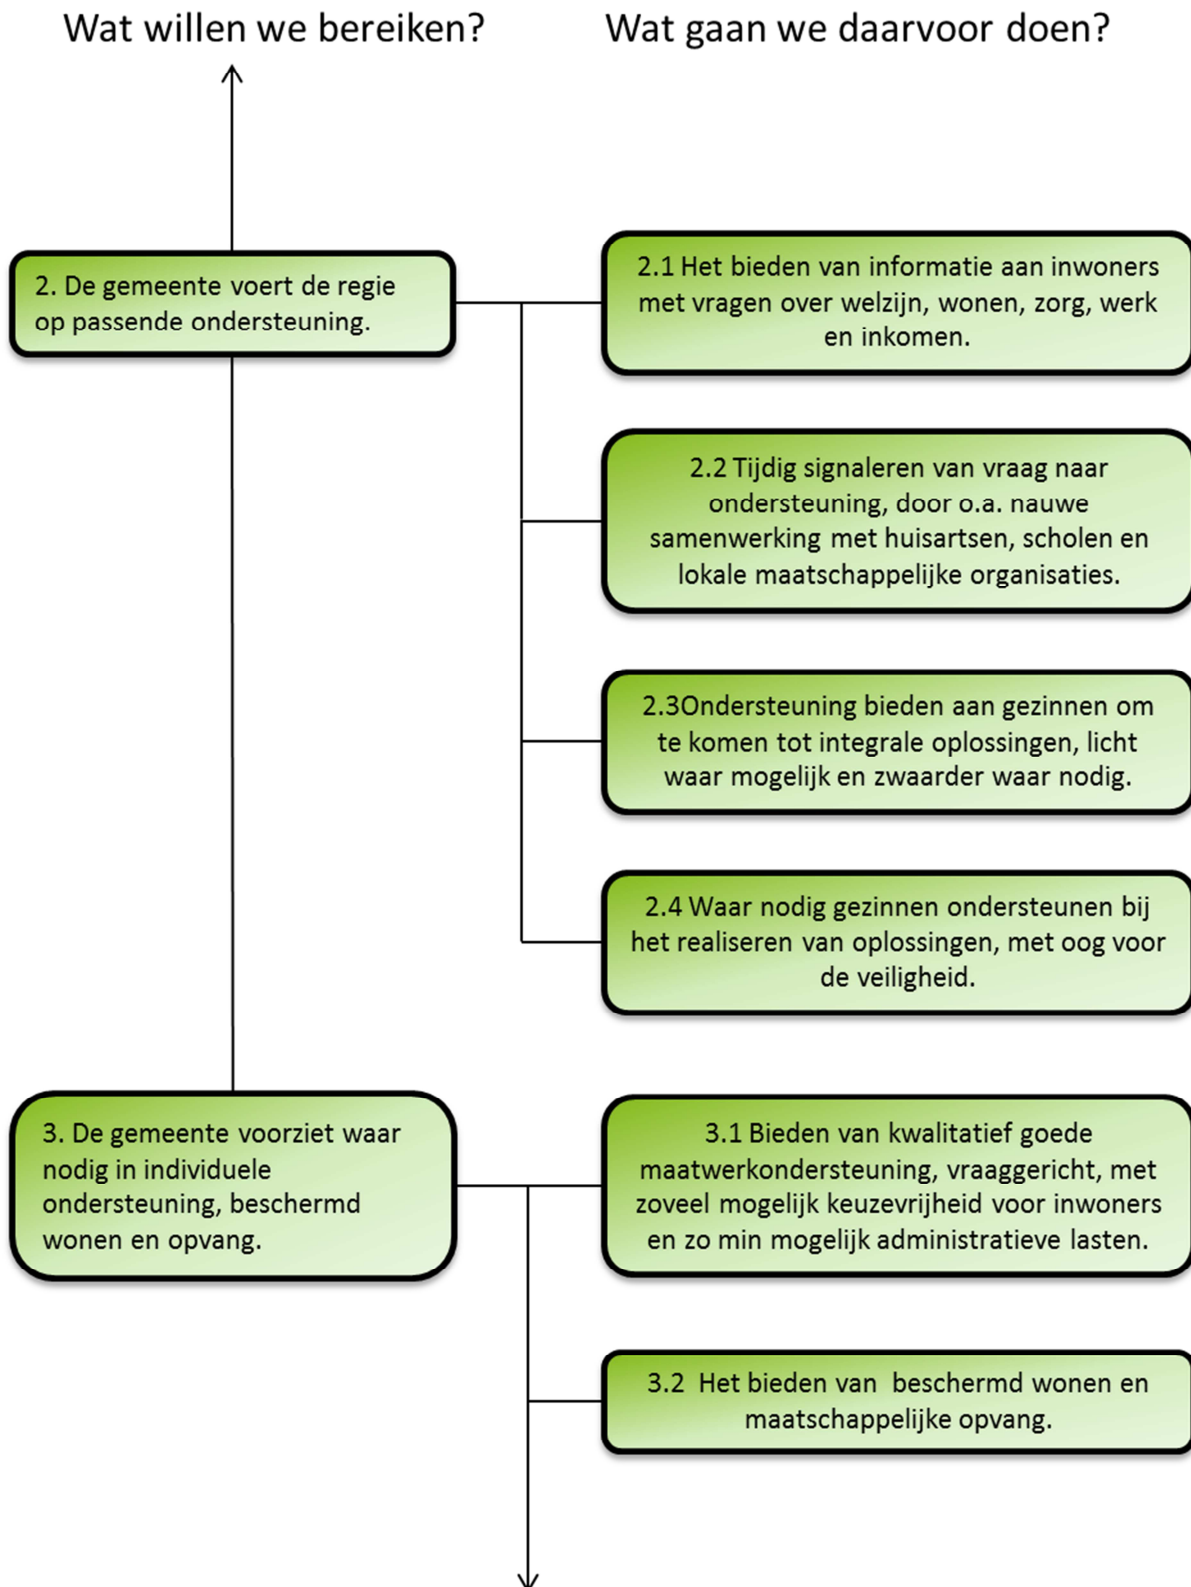 Wat willen we bereiken?
Wat gaan we daarvoor doen?
2. De gemeente voert de regie
op passende ondersteuning.
2.1 Het bieden van informatie aan inwoners
met vragen over welzijn, wonen, zorg, werk
en inkomen.
2.2 Tijdig signaleren van vraag naar
ondersteuning, door o.a. nauwe
samenwerking met huisartsen, scholen en
lokale maatschappelijke organisaties.
2.3Ondersteuning bieden aan gezinnen om
te komen tot integrale oplossingen, licht
waar mogelijk en zwaarder waar nodig.
2.4 Waar nodig gezinnen ondersteunen bij
het realiseren van oplossingen, met oog voor
de veiligheid.
3. De gemeente voorziet waar
nodig in individuele
ondersteuning, beschermd
wonen en opvang.
3.1 Bieden van kwalitatief goede
maatwerkondersteuning, vraaggericht, met
zoveel mogelijk keuzevrijheid voor inwoners
en zo min mogelijk administratieve lasten.
3.2 Het bieden van beschermd wonen en
maatschappelijke opvang.